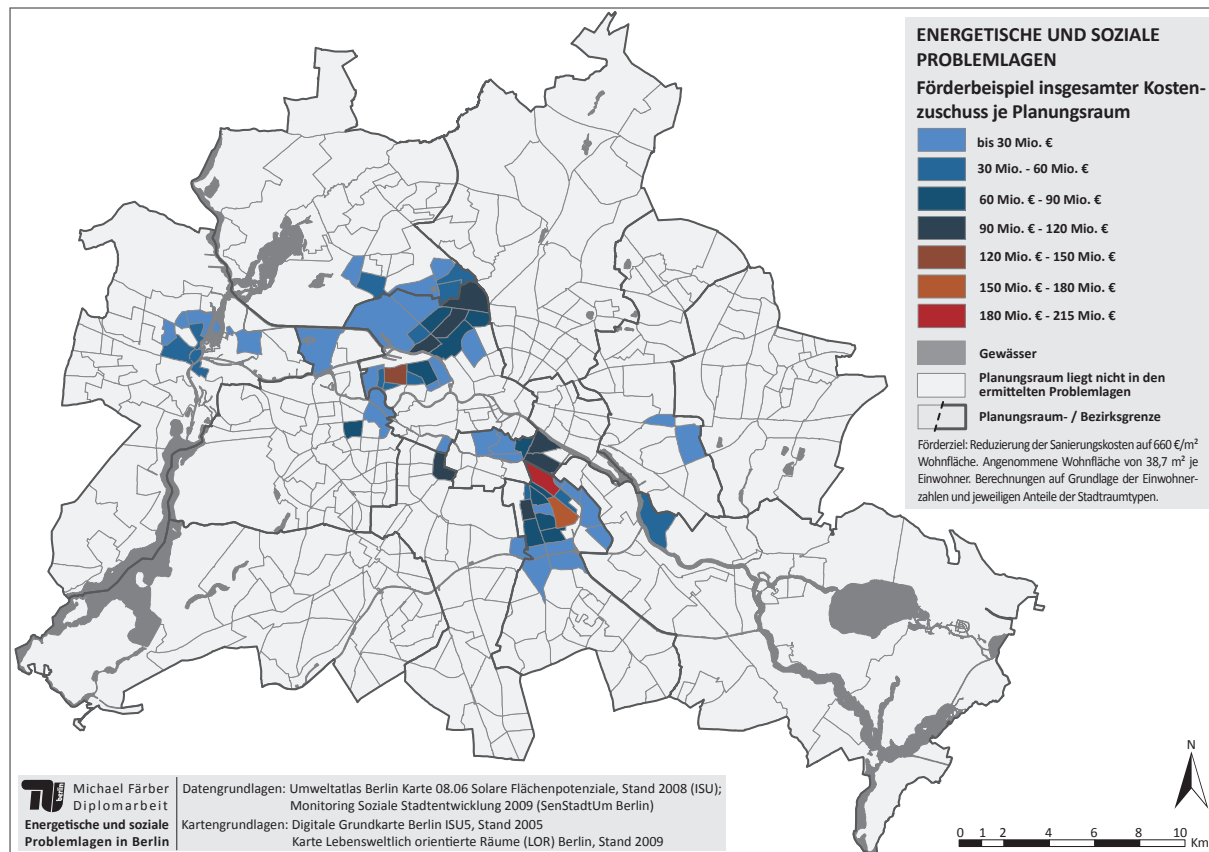 ENERGETISCHE UND SOZIALE
PROBLEMLAGEN
Förderbeispiel insgesamter Kosten-
zuschuss je Planungsraum
bis 30 Mio. €
30 Mio. - 60 Mio. €
60 Mio. € - 90 Mio. €
90 Mio. € - 120 Mio. €
120 Mio. € - 150 Mio. €
150 Mio. € - 180 Mio. €
180 Mio. € - 215 Mio. €
Gewässer
Planungsraum liegt nicht in den
ermittelten Problemlagen
Planungsraum- / Bezirksgrenze
Förderziel: Reduzierung der Sanierungskosten auf 660 €/m²
Wohnfläche. Angenommene Wohnfläche von 38,7 m² je
Einwohner. Berechnungen auf Grundlage der Einwohner-
zahlen und jeweiligen Anteile der Stadtraumtypen.
berlin
Michael Färber
Diplomarbeit
Energetische und soziale
Problemlagen in Berlin
Datengrundlagen: Umweltatlas Berlin Karte 08.06 Solare Flächenpotenziale, Stand 2008 (ISU);
Monitoring Soziale Stadtentwicklung 2009 (SenStadtUm Berlin)
Kartengrundlagen: Digitale Grundkarte Berlin ISU5, Stand 2005
Karte Lebensweltlich orientierte Räume (LOR) Berlin, Stand 2009
N
0 1 2 4 6 8 10
Km